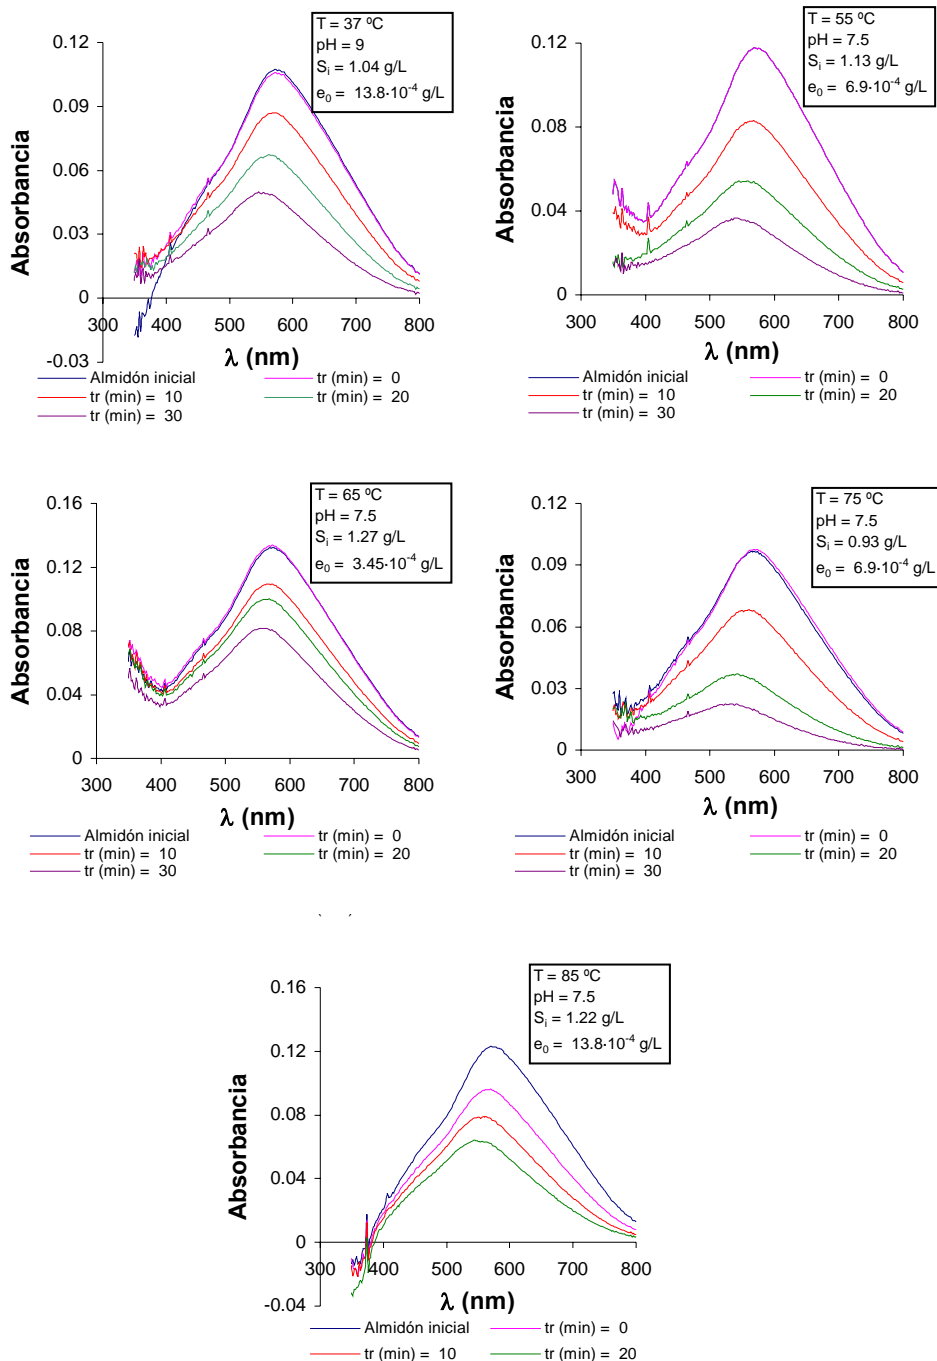 T = 37 ºC
pH = 9
Si = 1.04 g/L
e0 = 13.8·10-4 g/L
0.12
0.09
0.06
0.03
0
-0.03
Absorbancia
300 400 500 600 700 800
λ (nm)
Almidón inicial tr (min) = 0
tr (min) = 10 tr (min) = 20
tr (min) = 30
T = 55 ºC
pH = 7.5
Si = 1.13 g/L
e0 = 6.9·10-4 g/L
0.12
0.08
0.04
0
Absorbancia
300 400 500 600 700 800
λ (nm)
Almidón inicial tr (min) = 0
tr (min) = 10 tr (min) = 20
tr (min) = 30
T = 65 ºC
pH = 7.5
Si = 1.27 g/L
e0 = 3.45·10-4 g/L
0.16
0.12
0.08
0.04
0
Absorbancia
300 400 500 600 700 800
λ (nm)
Almidón inicial tr (min) = 0
tr (min) = 10 tr (min) = 20
tr (min) = 30
T = 75 ºC
pH = 7.5
Si = 0.93 g/L
e0 = 6.9·10-4 g/L
0.12
0.09
0.06
0.03
0
Absorbancia
300 400 500 600 700 800
λ (nm)
Almidón inicial tr (min) = 0
tr (min) = 10 tr (min) = 20
tr (min) = 30
T = 85 ºC
pH = 7.5
Si = 1.22 g/L
e0 = 13.8·10-4 g/L
0.16
0.12
0.08
0.04
0
-0.04
Absorbancia
300 400 500 600 700 800
λ (nm)
Almidón inicial tr (min) = 0
tr (min) = 10 tr (min) = 20